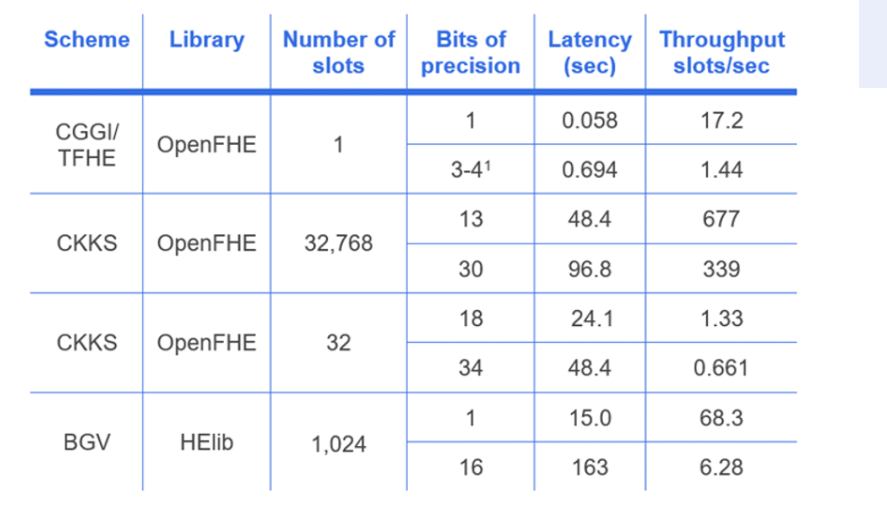 Scheme Library Number of slots Bits of precision Latency (sec) Throughput slots/sec
CGGI/TFHE OpenFHE 1 1 0.058 17.2
3-4¹ 0.694 1.44
CKKS OpenFHE 32,768 13 48.4 677
30 96.8 339
CKKS OpenFHE 32 18 24.1 1.33
34 48.4 0.661
BGV HElib 1,024 1 15.0 68.3
16 163 6.28